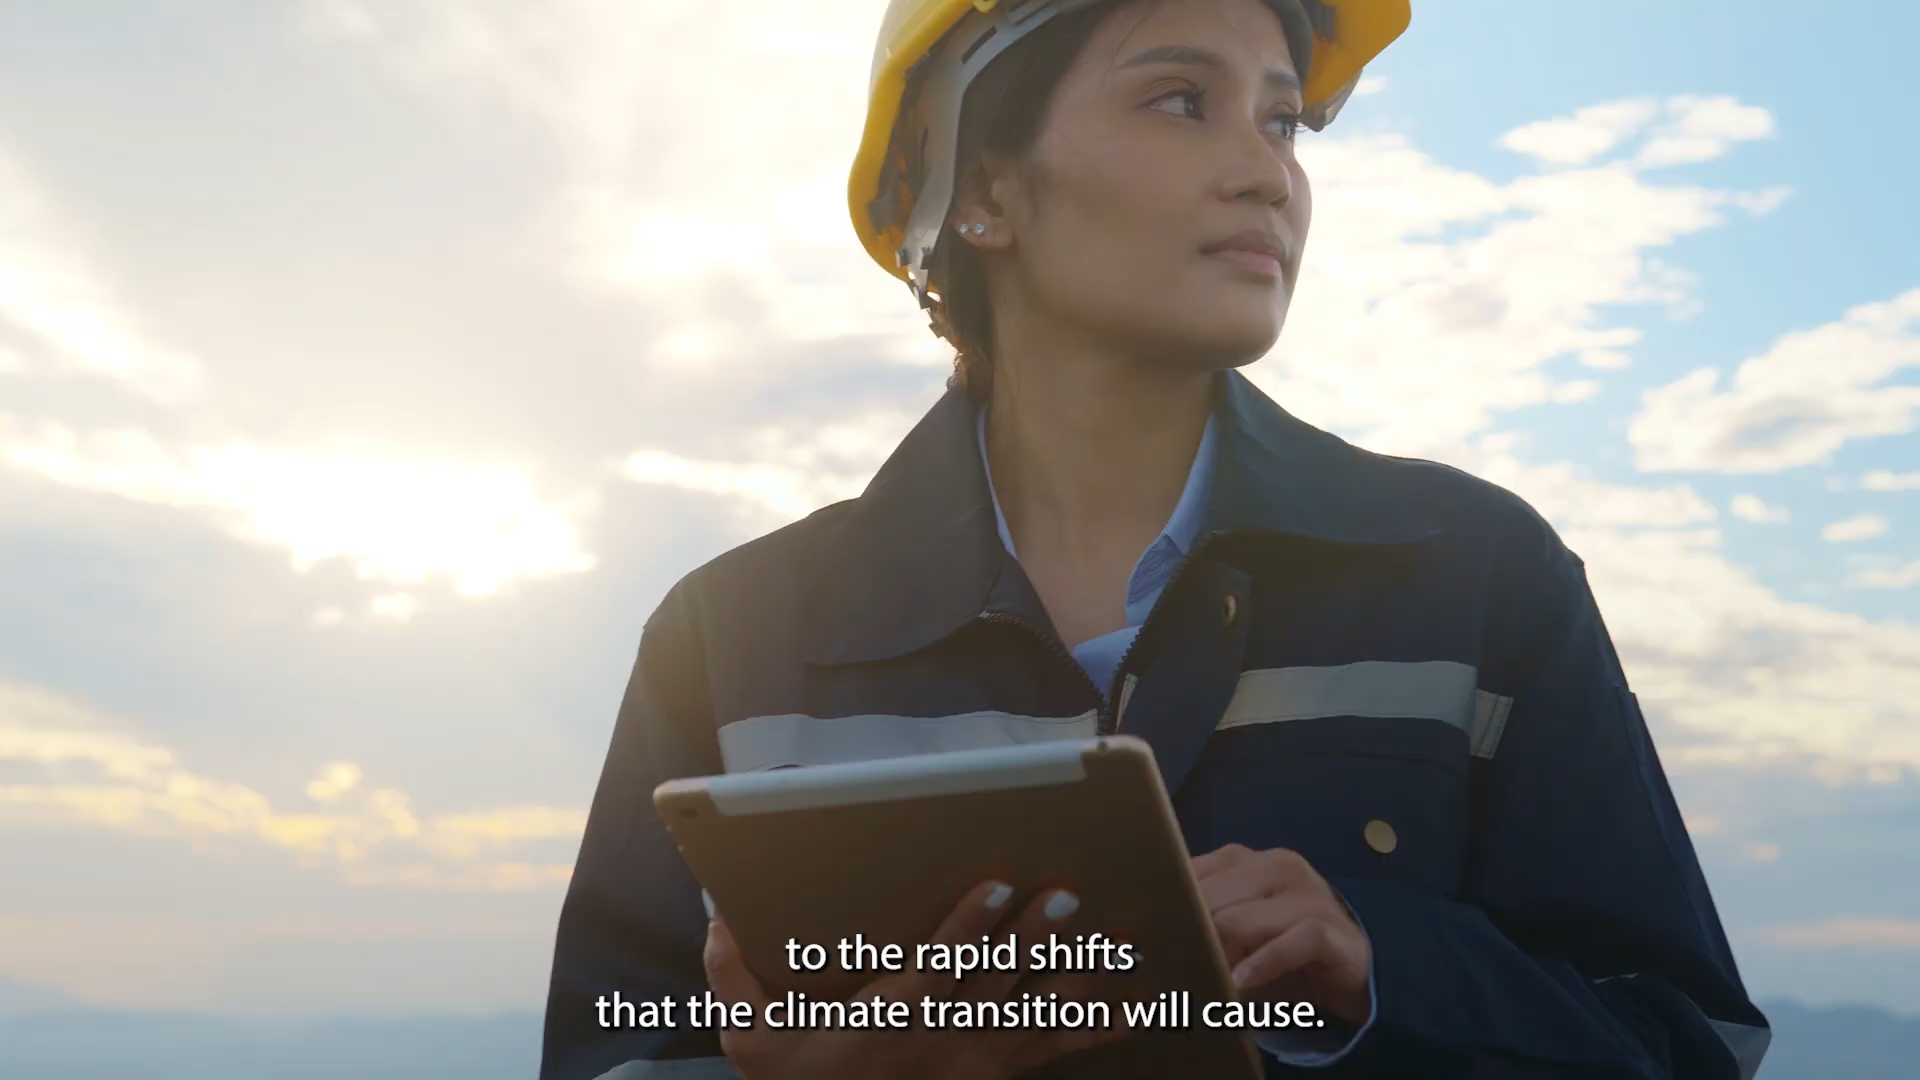 to the rapid shifts
that the climate transition will cause.